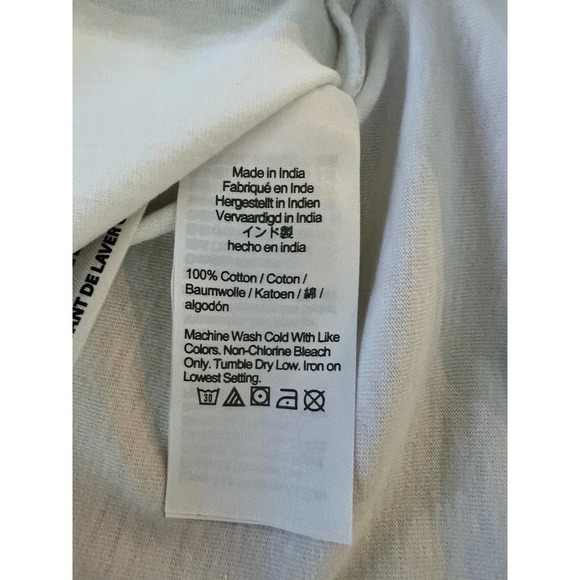 Made in India
Fabriqué en Inde
Hergestellt in Indien
Vervaardigd in India
インド製
hecho en india
100% Cotton / Coton /
Baumwolle / Katoen / 綿 /
algodón
Machine Wash Cold With Like
Colors. Non-Chlorine Bleach
Only. Tumble Dry Low. Iron on
Lowest Setting.
30
ANT DE LAVER